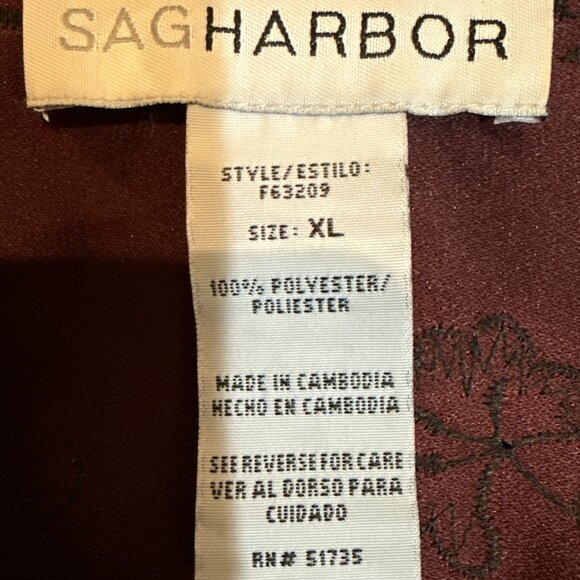 SAGHARBOR
STYLE/ESTILO:
F63209
SIZE: XL
100% POLYESTER/
POLIESTER
MADE IN CAMBODIA
HECHO EN CAMBODIA
SEE REVERSE FOR CARE
VER AL DORSO PARA
CUIDADO
RN# 51735